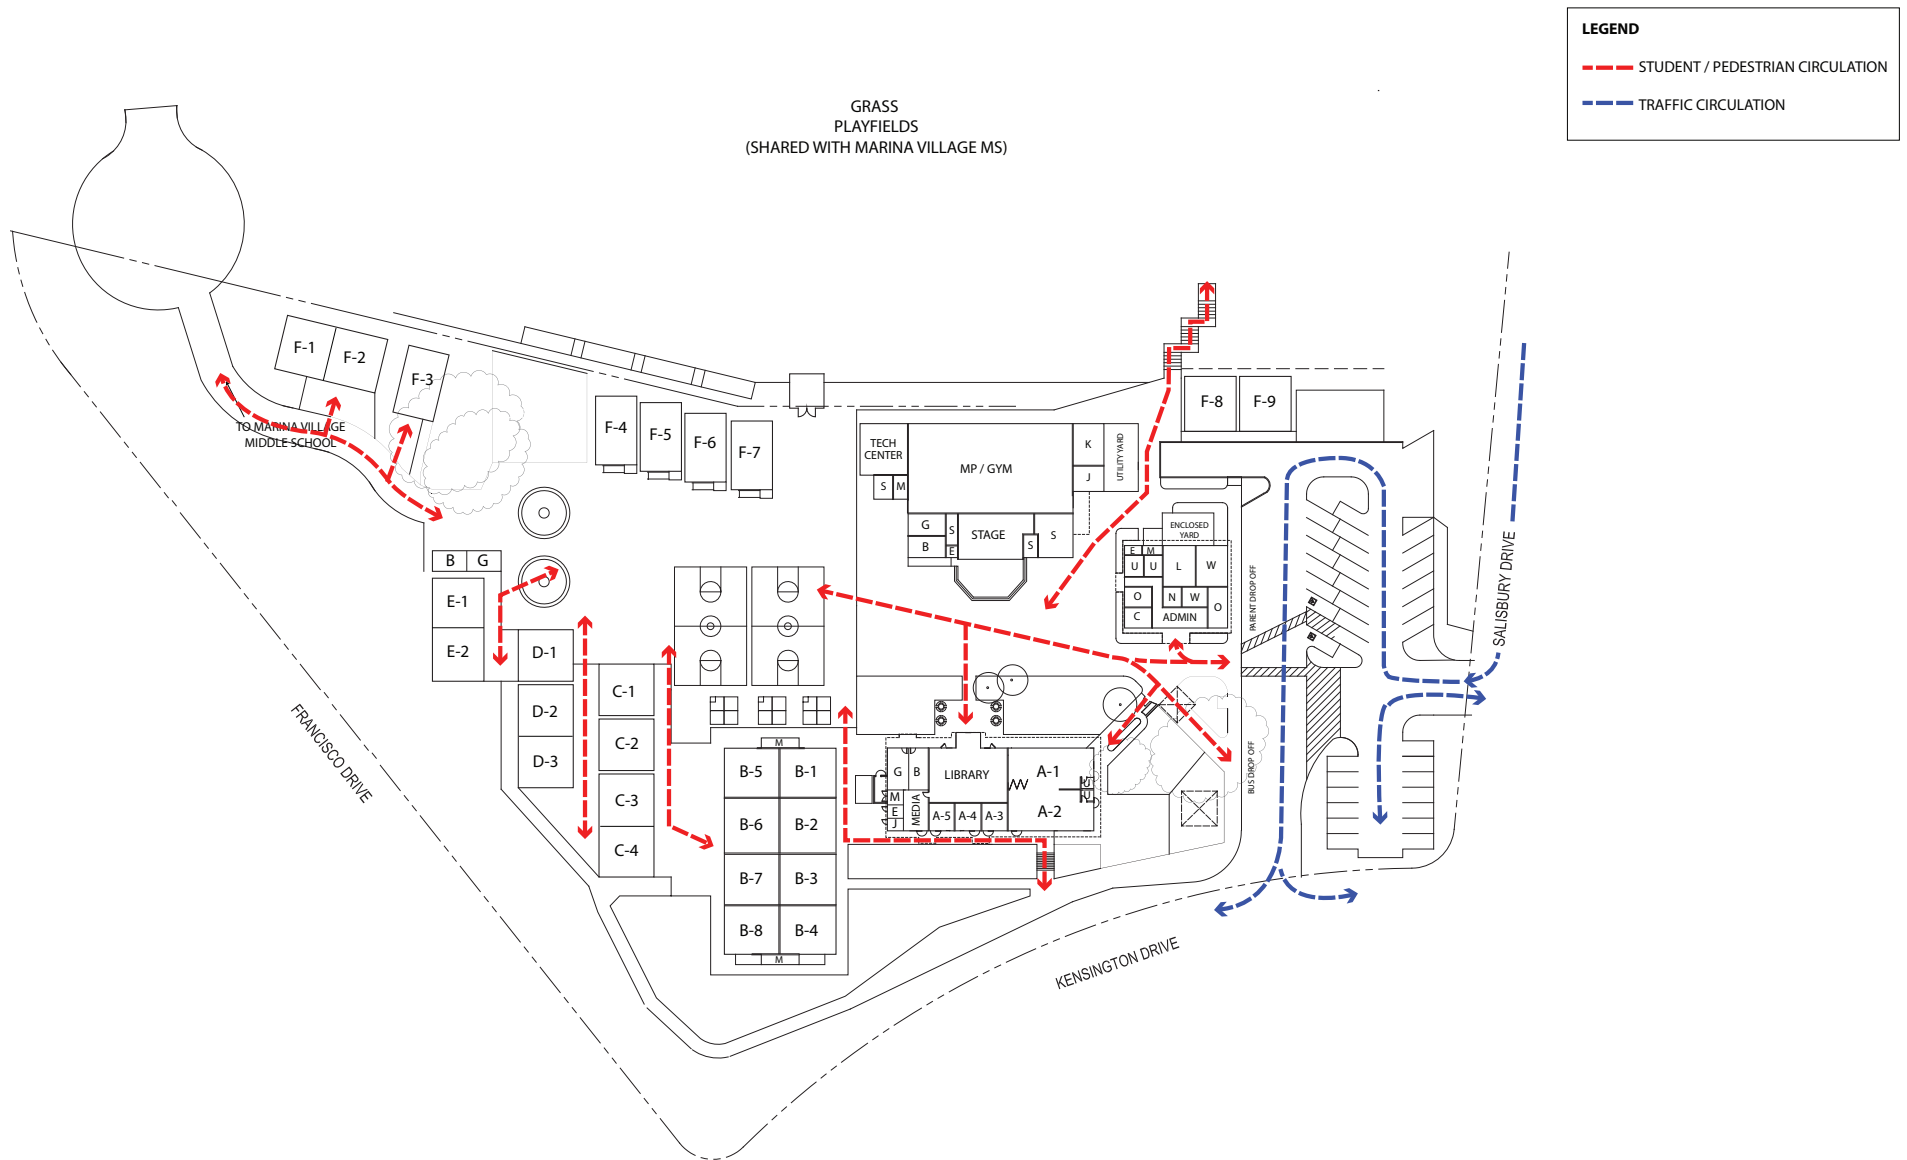 LEGEND
STUDENT / PEDESTRIAN CIRCULATION
TRAFFIC CIRCULATION
GRASS
PLAYFIELDS
(SHARED WITH MARINA VILLAGE MS)
F-1
F-2
F-3
TO MARINA VILLAGE
MIDDLE SCHOOL
F-4
F-5
F-6
F-7
F-8
F-9
TECH
CENTER
S
M
MP / GYM
K
J
UTILITY YARD
G
B
S
E
STAGE
S
S
ENCLOSED
YARD
E
M
U
U
L
W
O
N
W
O
C
ADMIN
PARENT DROP OFF
SALISBURY DRIVE
B
G
E-1
E-2
D-1
D-2
D-3
C-1
C-2
C-3
C-4
M
B-5
B-1
B-6
B-2
B-7
B-3
B-8
B-4
M
G
B
LIBRARY
A-1
M
E
J
MEDIA
A-5
A-4
A-3
A-2
U
U
BUS DROP OFF
FRANCISCO DRIVE
KENSINGTON DRIVE